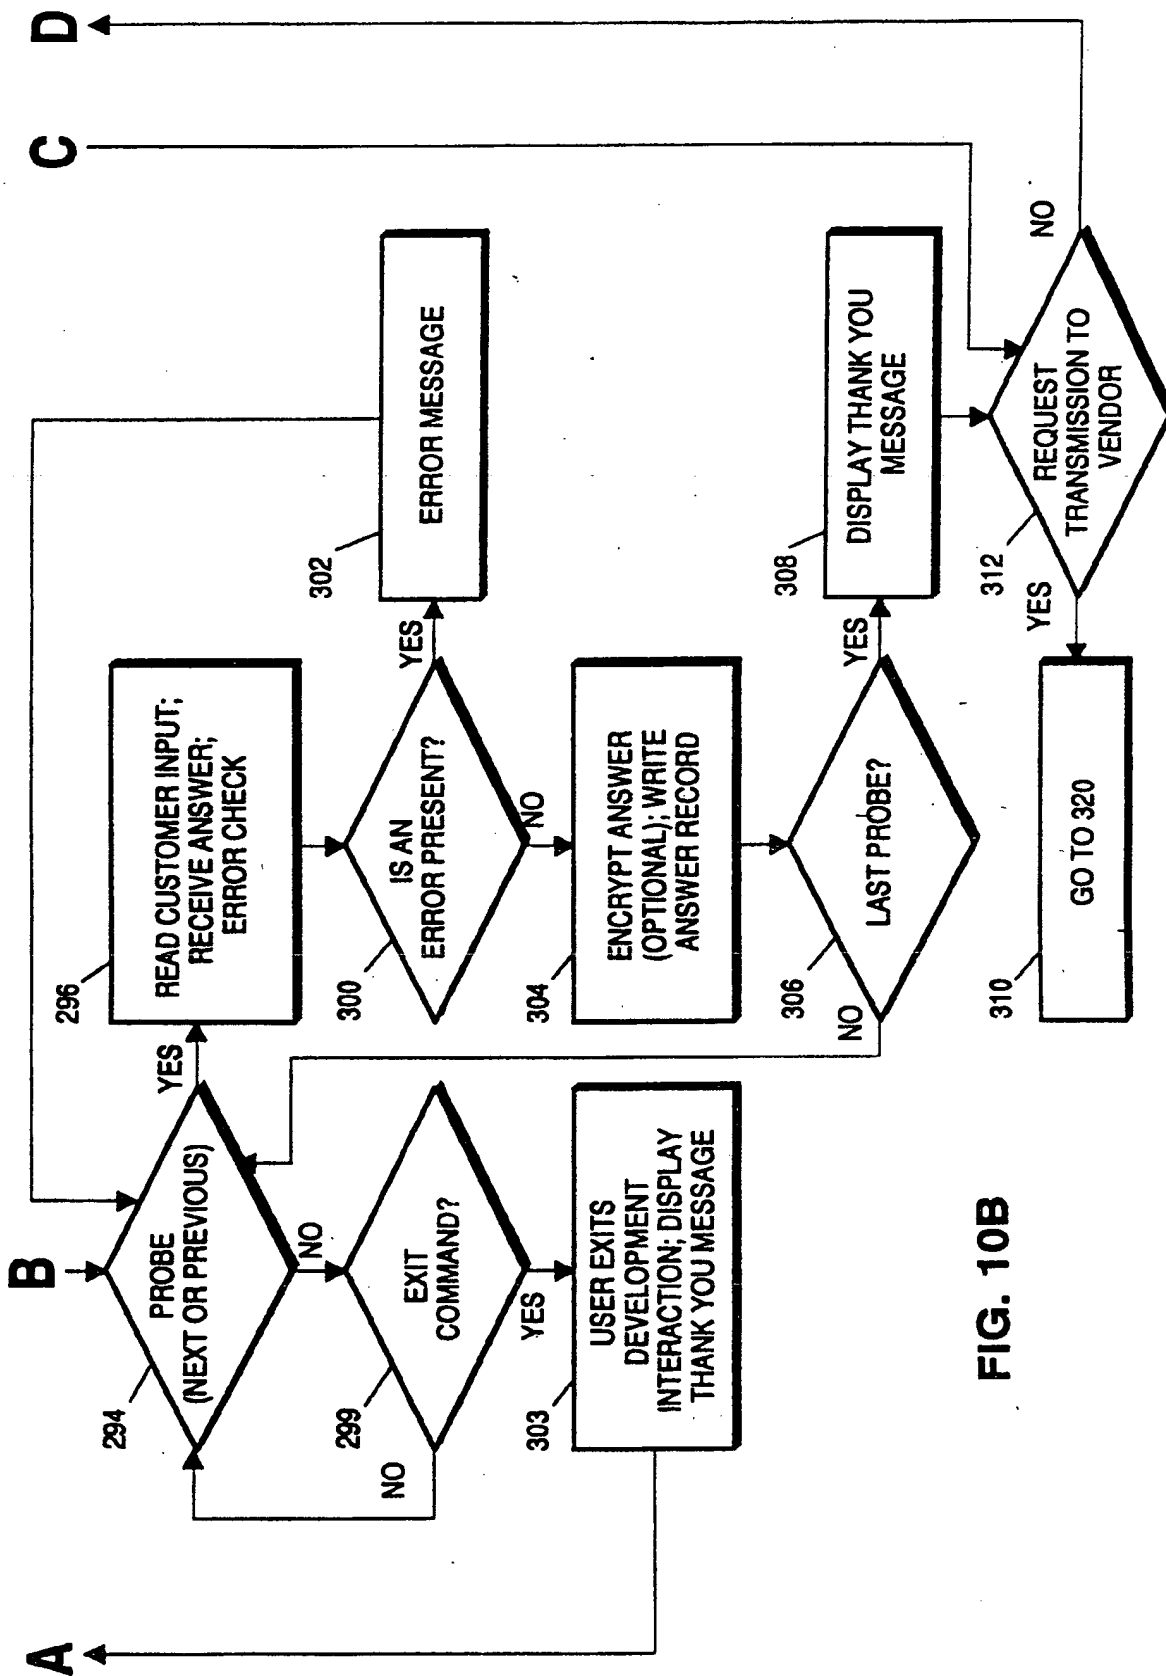 A
B
C
D
294
PROBE
(NEXT OR PREVIOUS)
YES
NO
296
READ CUSTOMER INPUT;
RECEIVE ANSWER;
ERROR CHECK
299
EXIT
COMMAND?
NO
YES
300
IS AN
ERROR PRESENT?
YES
NO
302
ERROR MESSAGE
303
USER EXITS
DEVELOPMENT
INTERACTION; DISPLAY
THANK YOU MESSAGE
304
ENCRYPT ANSWER
(OPTIONAL); WRITE
ANSWER RECORD
306
LAST PROBE?
NO
YES
308
DISPLAY THANK YOU
MESSAGE
310
GO TO 320
312
REQUEST
TRANSMISSION TO
VENDOR
YES
NO
FIG. 10B